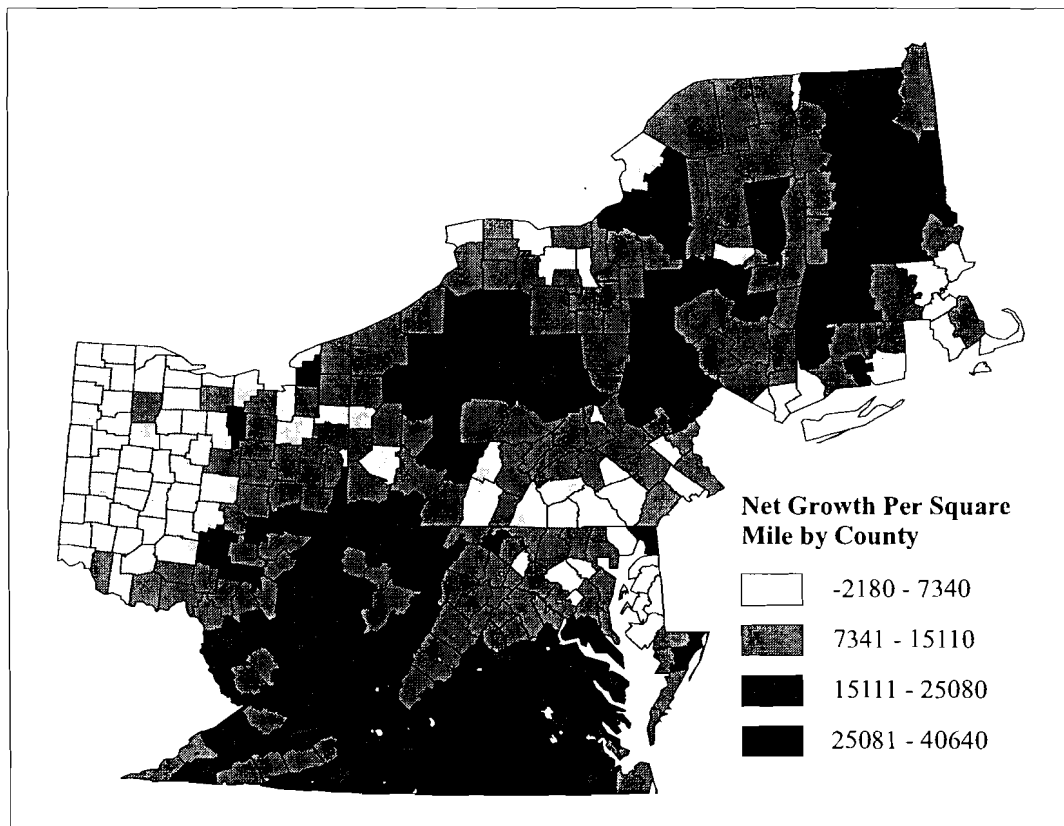 Net Growth Per Square
Mile by County
-2180 - 7340
7341 - 15110
15111 - 25080
25081 - 40640